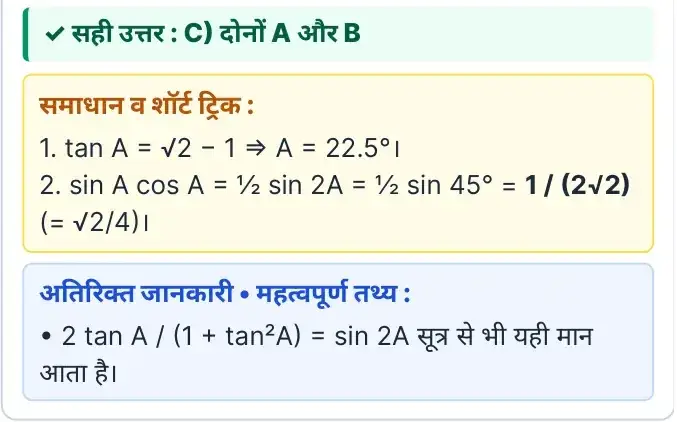 ✓ सही उत्तर : C) दोनों A और B
समाधान व शॉर्ट ट्रिक :
1. tan A = √2 − 1 ⇒ A = 22.5°।
2. sin A cos A = ½ sin 2A = ½ sin 45° = 1 / (2√2)
(= √2/4)।
अतिरिक्त जानकारी • महत्वपूर्ण तथ्य :
• 2 tan A / (1 + tan²A) = sin 2A सूत्र से भी यही मान
आता है।